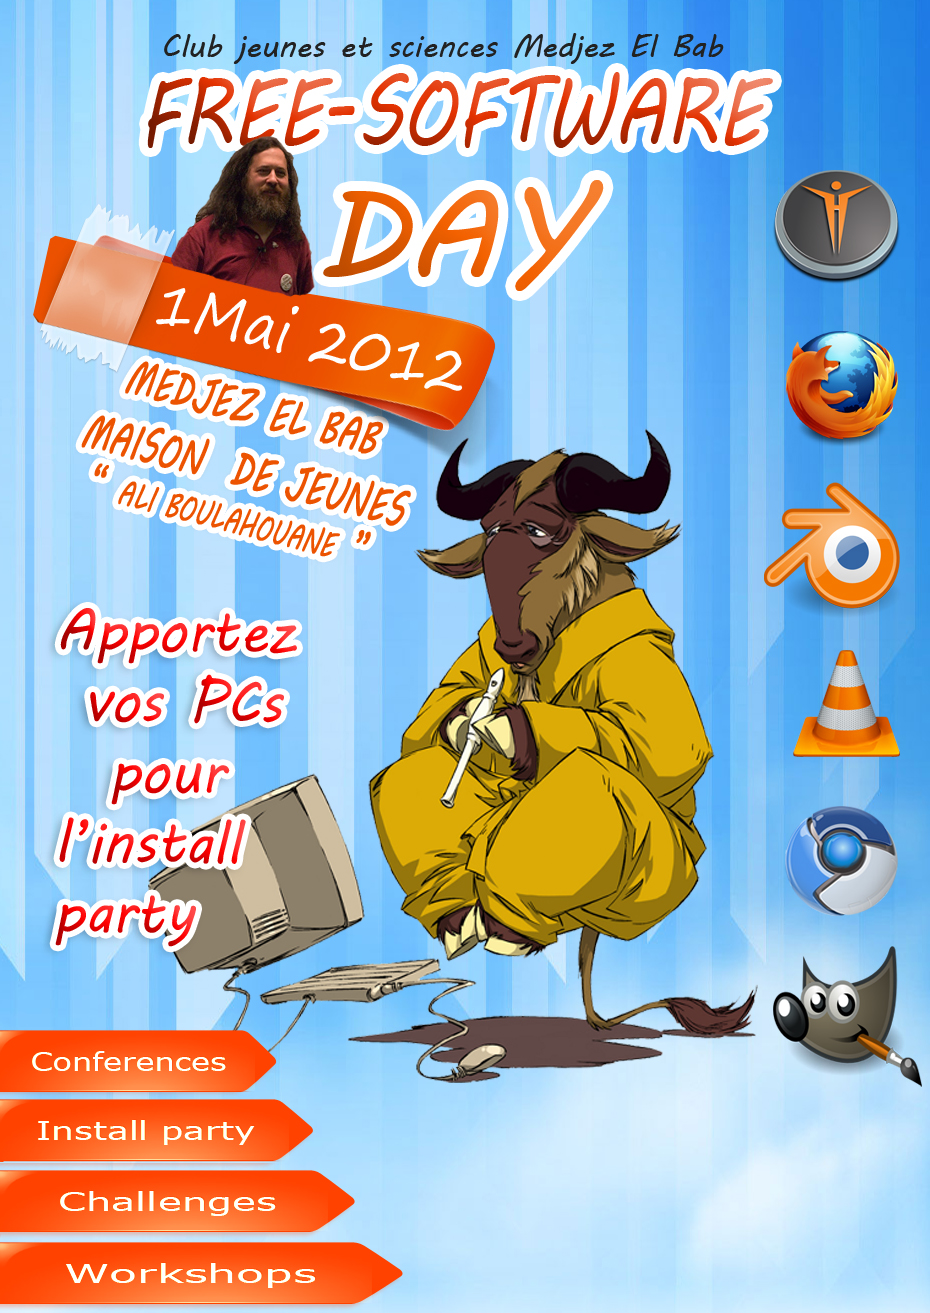 Club jeunes et sciences Medjez El Bab
FREE-SOFTWARE
DAY
1Mai 2012
MEDJEZ EL BAB
MAISON DE JEUNES
“ ALI BOULAHOUANE ”
Apportez
vos PCs
pour
l'install
party
Conferences
Install party
Challenges
Workshops